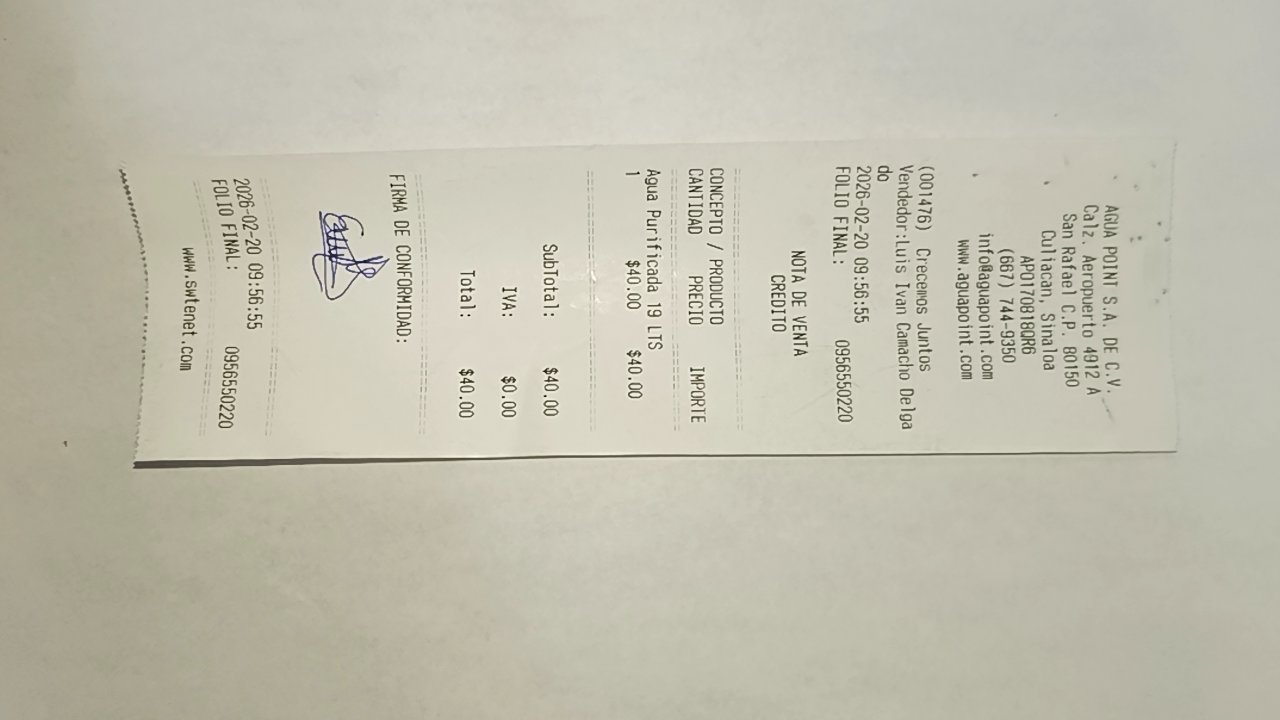 AGUA POINT S.A. DE C.V.
Calz. Aeropuerto 4912 A
San Rafael C.P. 80150
Culiacan, Sinaloa
APO170818QR6
(667) 744-9350
info@aguapoint.com
www.aguapoint.com
(001476) Crecemos Juntos
Vendedor:Luis Ivan Camacho Delga
do
2026-02-20 09:56:55
FOLIO FINAL: 0956550220
NOTA DE VENTA
CREDITO
CONCEPTO / PRODUCTO
CANTIDAD PRECIO IMPORTE
Agua Purificada 19 LTS
1 $40.00 $40.00
SubTotal: $40.00
IVA: $0.00
Total: $40.00
FIRMA DE CONFORMIDAD:
2026-02-20 09:56:55
FOLIO FINAL: 0956550220
www.swtenet.com